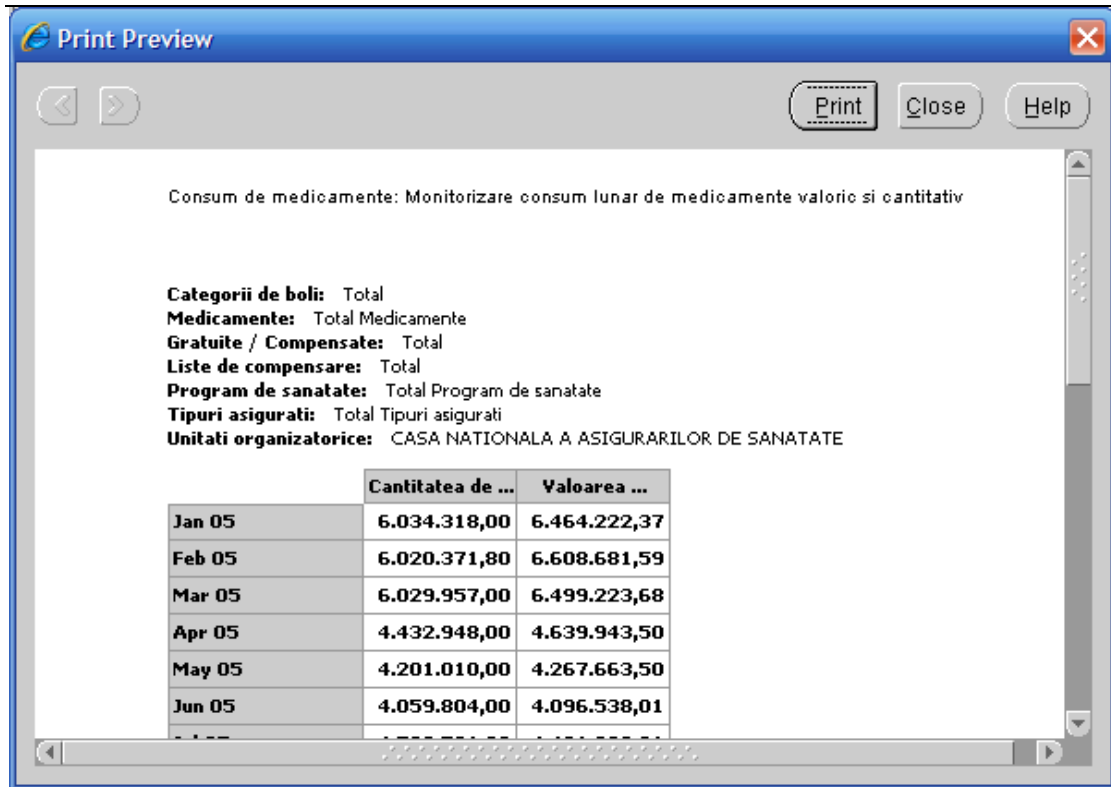 Print Preview
Print Close Help
Consum de medicamente: Monitorizare consum lunar de medicamente valoric si cantitativ
Categorii de boli: Total
Medicamente: Total Medicamente
Gratuite / Compensate: Total
Liste de compensare: Total
Program de sanatate: Total Program de sanatate
Tipuri asigurati: Total Tipuri asigurati
Unitati organizatorice: CASA NATIONALA A ASIGURARILOR DE SANATATE
Cantitatea de ... Valoarea ...
Jan 05 6.034.318,00 6.464.222,37
Feb 05 6.020.371,80 6.608.681,59
Mar 05 6.029.957,00 6.499.223,68
Apr 05 4.432.948,00 4.639.943,50
May 05 4.201.010,00 4.267.663,50
Jun 05 4.059.804,00 4.096.538,01